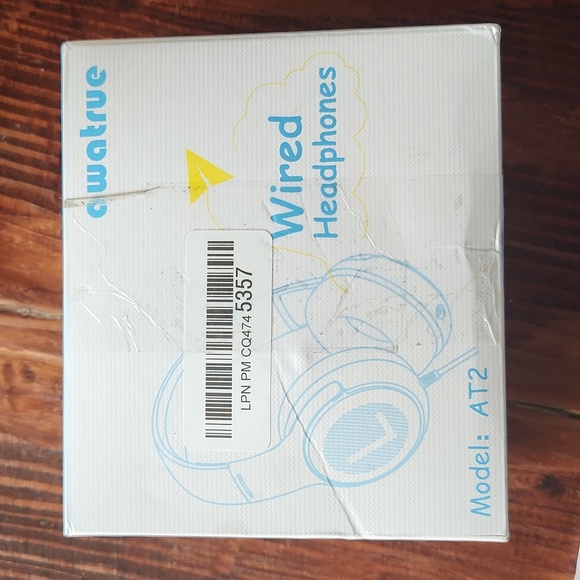 awatrue
Wired
Headphones
LPN PM CQ474 5357
L
Model: AT2